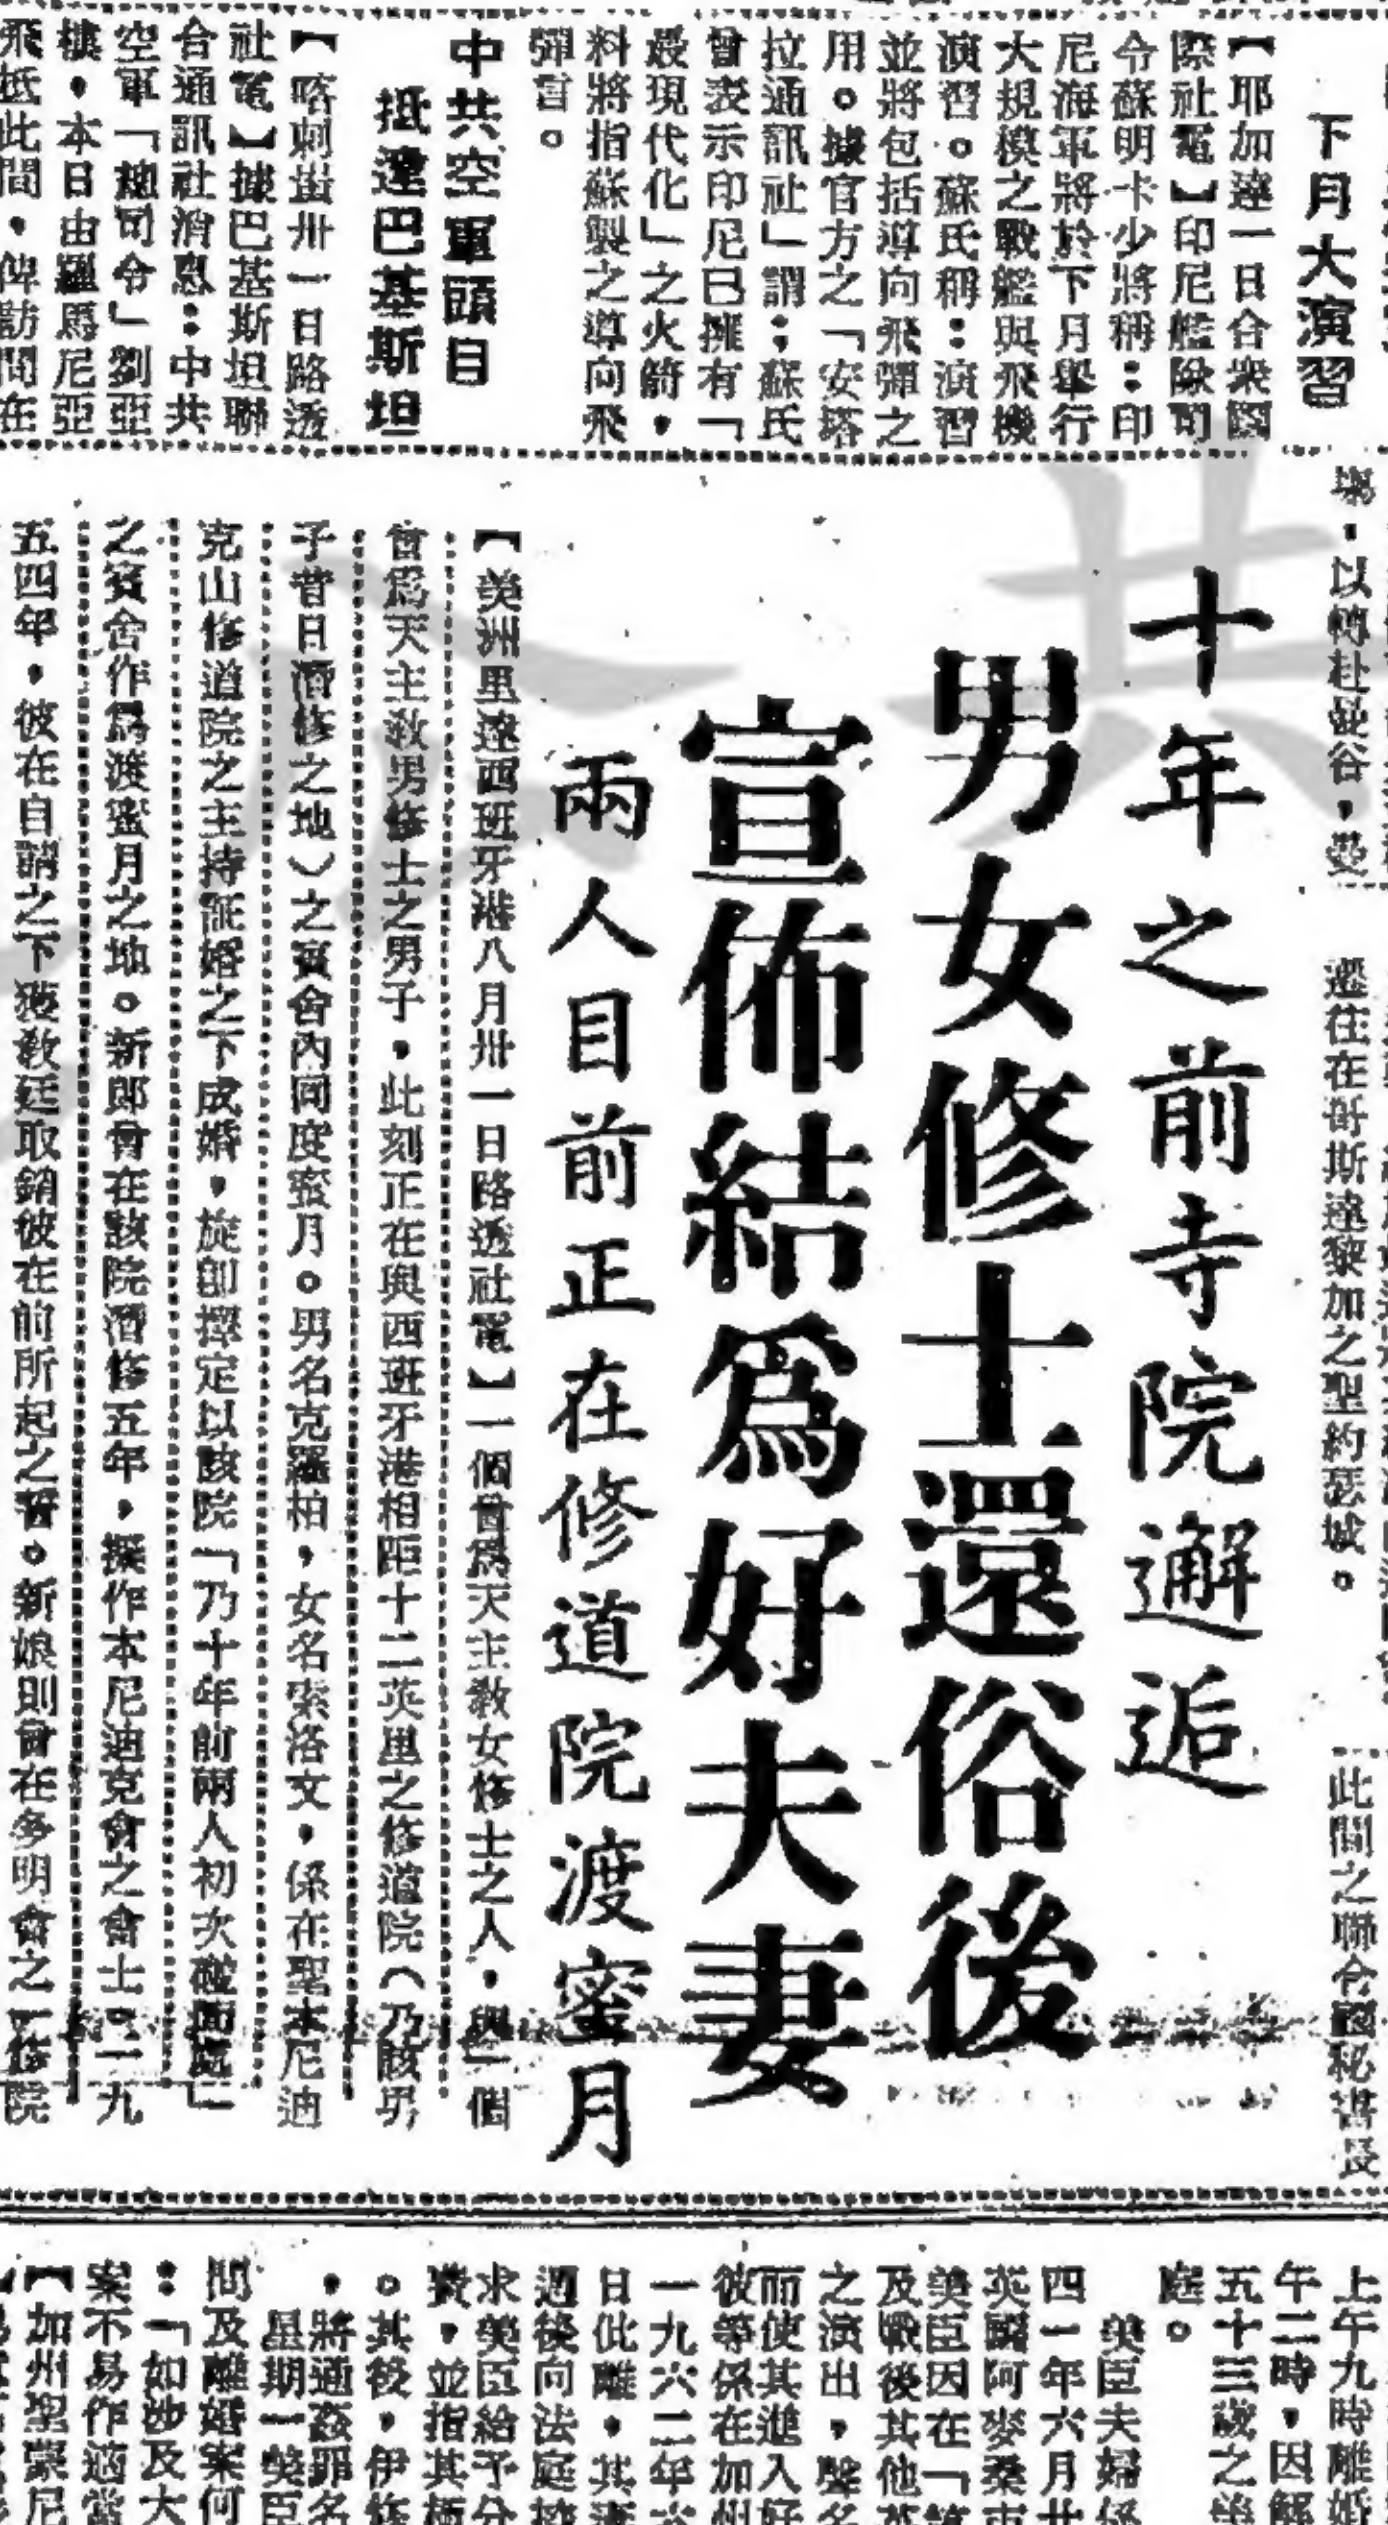 下月大演習
【耶加達一日合衆國
際社電】印尼艦隊司
令蘇明卡少將稱：印
尼海軍將於下月舉行
大規模之戰艦與飛機
演習。蘇氏稱：演習
並將包括導向飛彈之
用。據官方之「安塔
拉通訊社」謂；蘇氏
曾表示印尼已擁有「
最現代化」之火箭，
料將指蘇製之導向飛
彈言。
中共空軍頭目
抵達巴基斯坦
【喀剌蚩卅一日路透
社電】據巴基斯坦聯
合通訊社消息：中共
空軍「總司令」劉亞
樓，本日由羅馬尼亞
飛抵此間，俾訪問在
以轉赴曼谷，
遷往在哥斯達黎加之聖約瑟城。
此間之聯合國秘書長
十年之前寺院邂逅
男女修士還俗後
宣佈結爲好夫妻
兩人目前正在修道院渡蜜月
【美洲里達西班牙港八月卅一日路透社電】一個曾爲天主教女修士之人，與一個
曾爲天主教男修士之男子，此刻正在與西班牙港相距十二英里之修道院（乃該男
子昔日潛修之地）之賓舍內同度蜜月。男名克羅柏，女名索洛文，係在聖本尼迪
克山修道院之主持証婚之下成婚，旋卽擇定以該院「乃十年前兩人初次碰面處」
之賓舍作爲渡蜜月之地。新郎曾在該院潛修五年，操作本尼迪克會之會士。一九
五四年，彼在自請之下獲教廷取銷彼在前所起之誓。新娘則曾在多明會之一修院
上午九時離婚
午二時，因解
五十三歲之
庭。
美臣夫婦係
四一年六月廿
英國阿麥桑市
美臣因在「
及戰後其他英
之演出，聲名
而使其進入好
彼等係在加州
一九六二年
日仳離，其妻
週後向法庭
求美臣給予分
費，並指其
。其後，伊
，將通姦罪名
星期一美臣
問及離婚案何
：「如涉及大
案不易作適當
【加州聖蒙尼